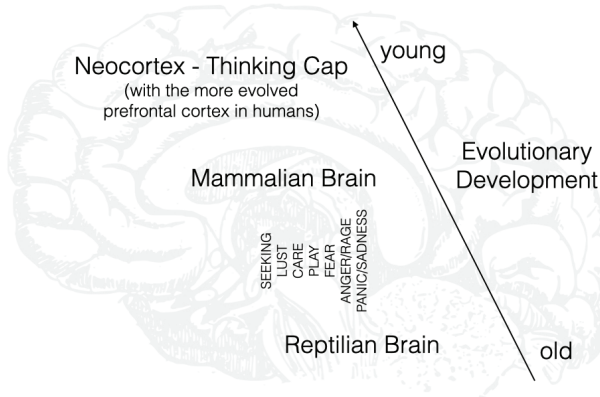 young
Neocortex - Thinking Cap
(with the more evolved
prefrontal cortex in humans)
Evolutionary
Development
Mammalian Brain
SEEKING
LUST
CARE
PLAY
FEAR
ANGER/RAGE
PANIC/SADNESS
Reptilian Brain
old